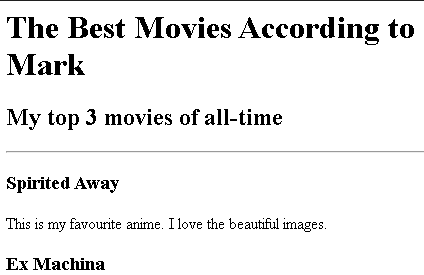 The Best Movies According to
Mark
My top 3 movies of all-time
Spirited Away
This is my favourite anime. I love the beautiful images.
Ex Machina